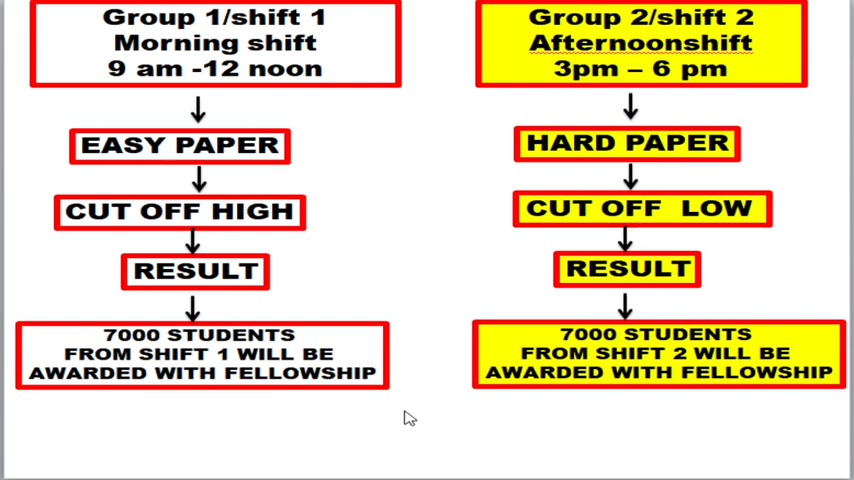 Group 1/shift 1
Morning shift
9 am -12 noon
EASY PAPER
CUT OFF HIGH
RESULT
7000 STUDENTS
FROM SHIFT 1 WILL BE
AWARDED WITH FELLOWSHIP
Group 2/shift 2
Afternoonshift
3pm – 6 pm
HARD PAPER
CUT OFF  LOW
RESULT
7000 STUDENTS
FROM SHIFT 2 WILL BE
AWARDED WITH FELLOWSHIP